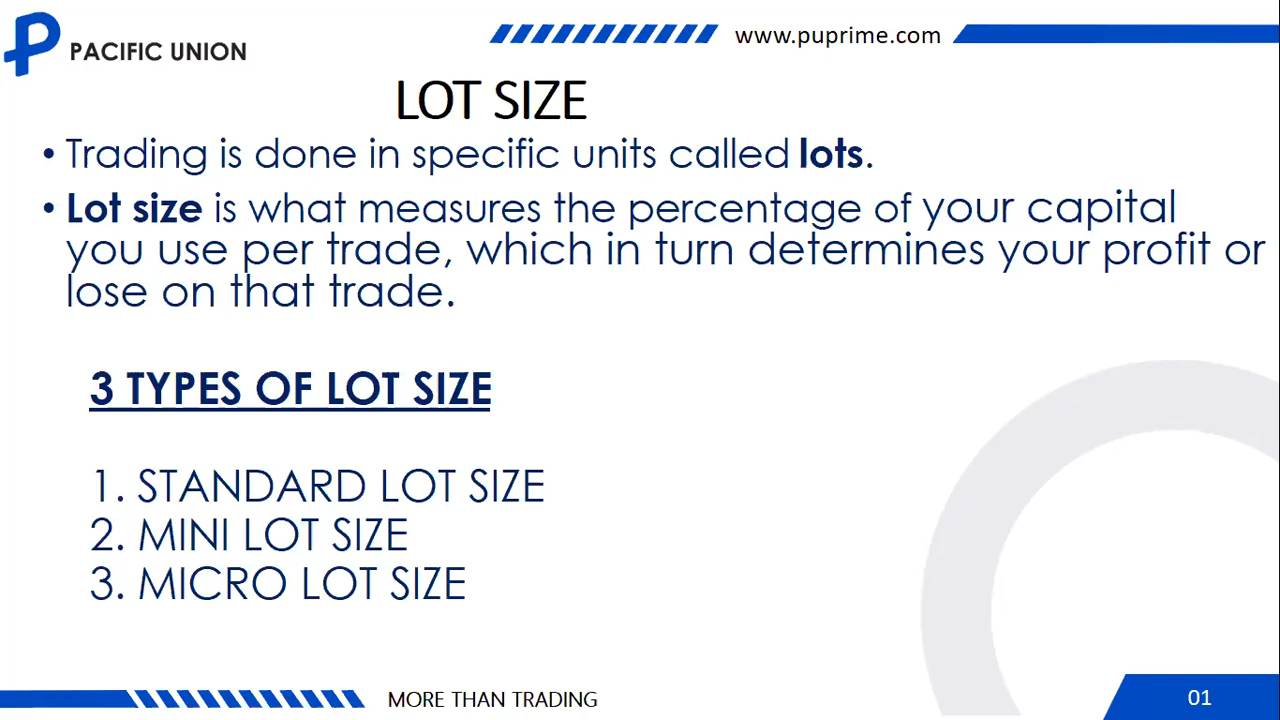 PACIFIC UNION
www.puprime.com
LOT SIZE
• Trading is done in specific units called lots.
• Lot size is what measures the percentage of your capital
you use per trade, which in turn determines your profit or
lose on that trade.
3 TYPES OF LOT SIZE
1. STANDARD LOT SIZE
2. MINI LOT SIZE
3. MICRO LOT SIZE
MORE THAN TRADING
01